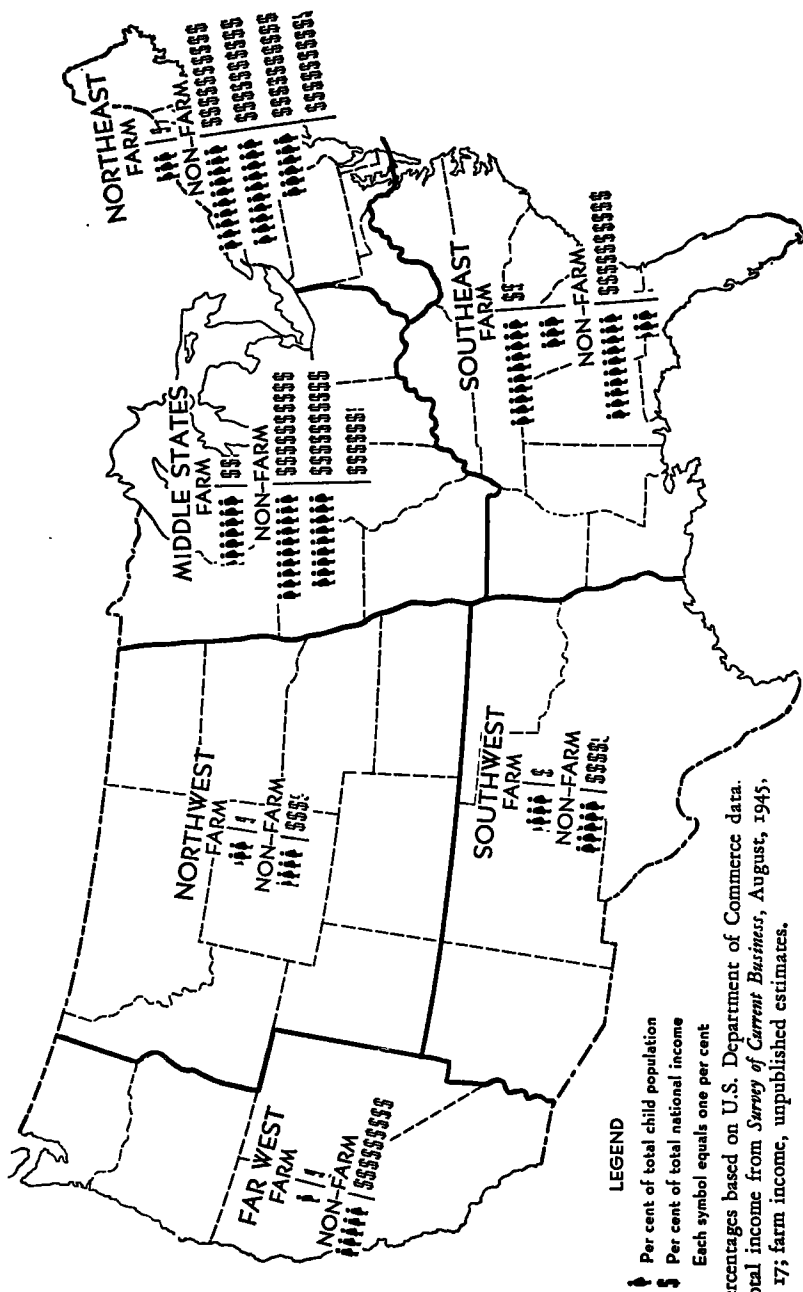 NORTHEAST
FARM
NON-FARM
MIDDLE STATES
FARM
NON-FARM
SOUTHEAST
FARM
NON-FARM
NORTHWEST
FARM
NON-FARM
SOUTHWEST
FARM
NON-FARM
FAR WEST
FARM
NON-FARM
LEGEND
Per cent of total child population
$ Per cent of total national income
Each symbol equals one per cent
ercentages based on U.S. Department of Commerce data.
otal income from Survey of Current Business, August, 1945,
17; farm income, unpublished estimates.